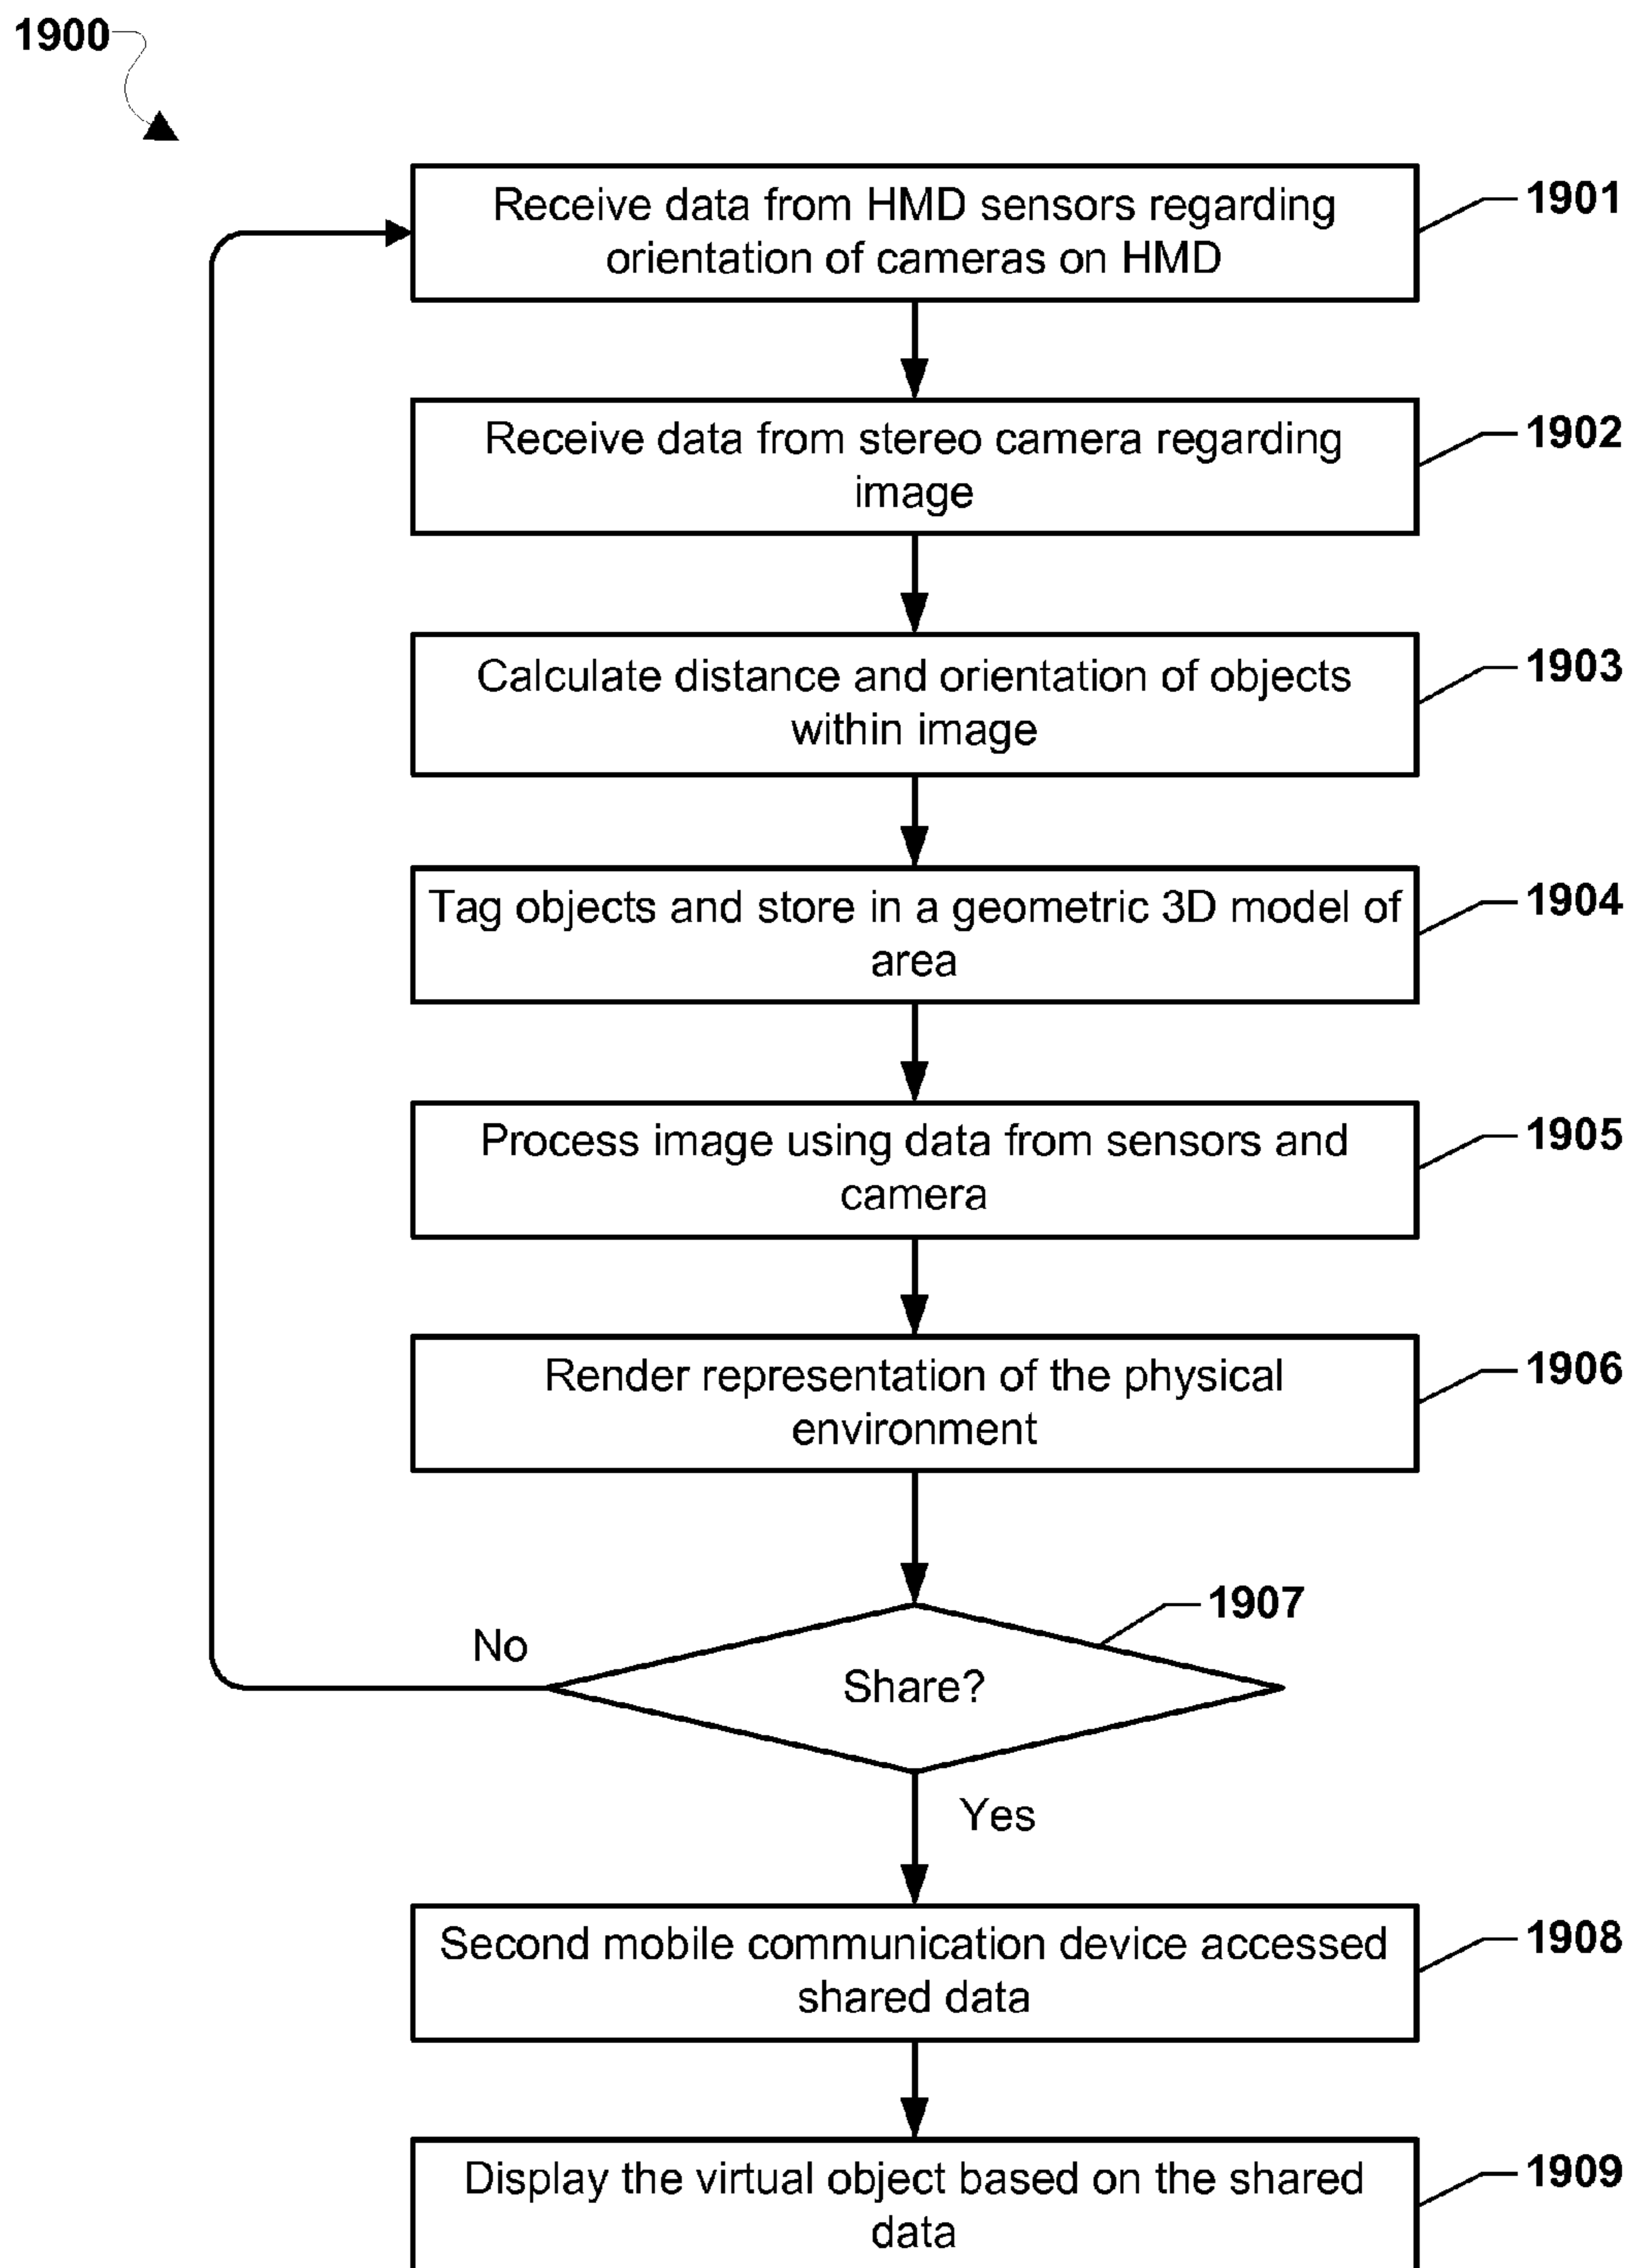 1900
Receive data from HMD sensors regarding
orientation of cameras on HMD
1901
Receive data from stereo camera regarding
image
1902
Calculate distance and orientation of objects
within image
1903
Tag objects and store in a geometric 3D model of
area
1904
Process image using data from sensors and
camera
1905
Render representation of the physical
environment
1906
1907
No
Share?
Yes
Second mobile communication device accessed
shared data
1908
Display the virtual object based on the shared
data
1909